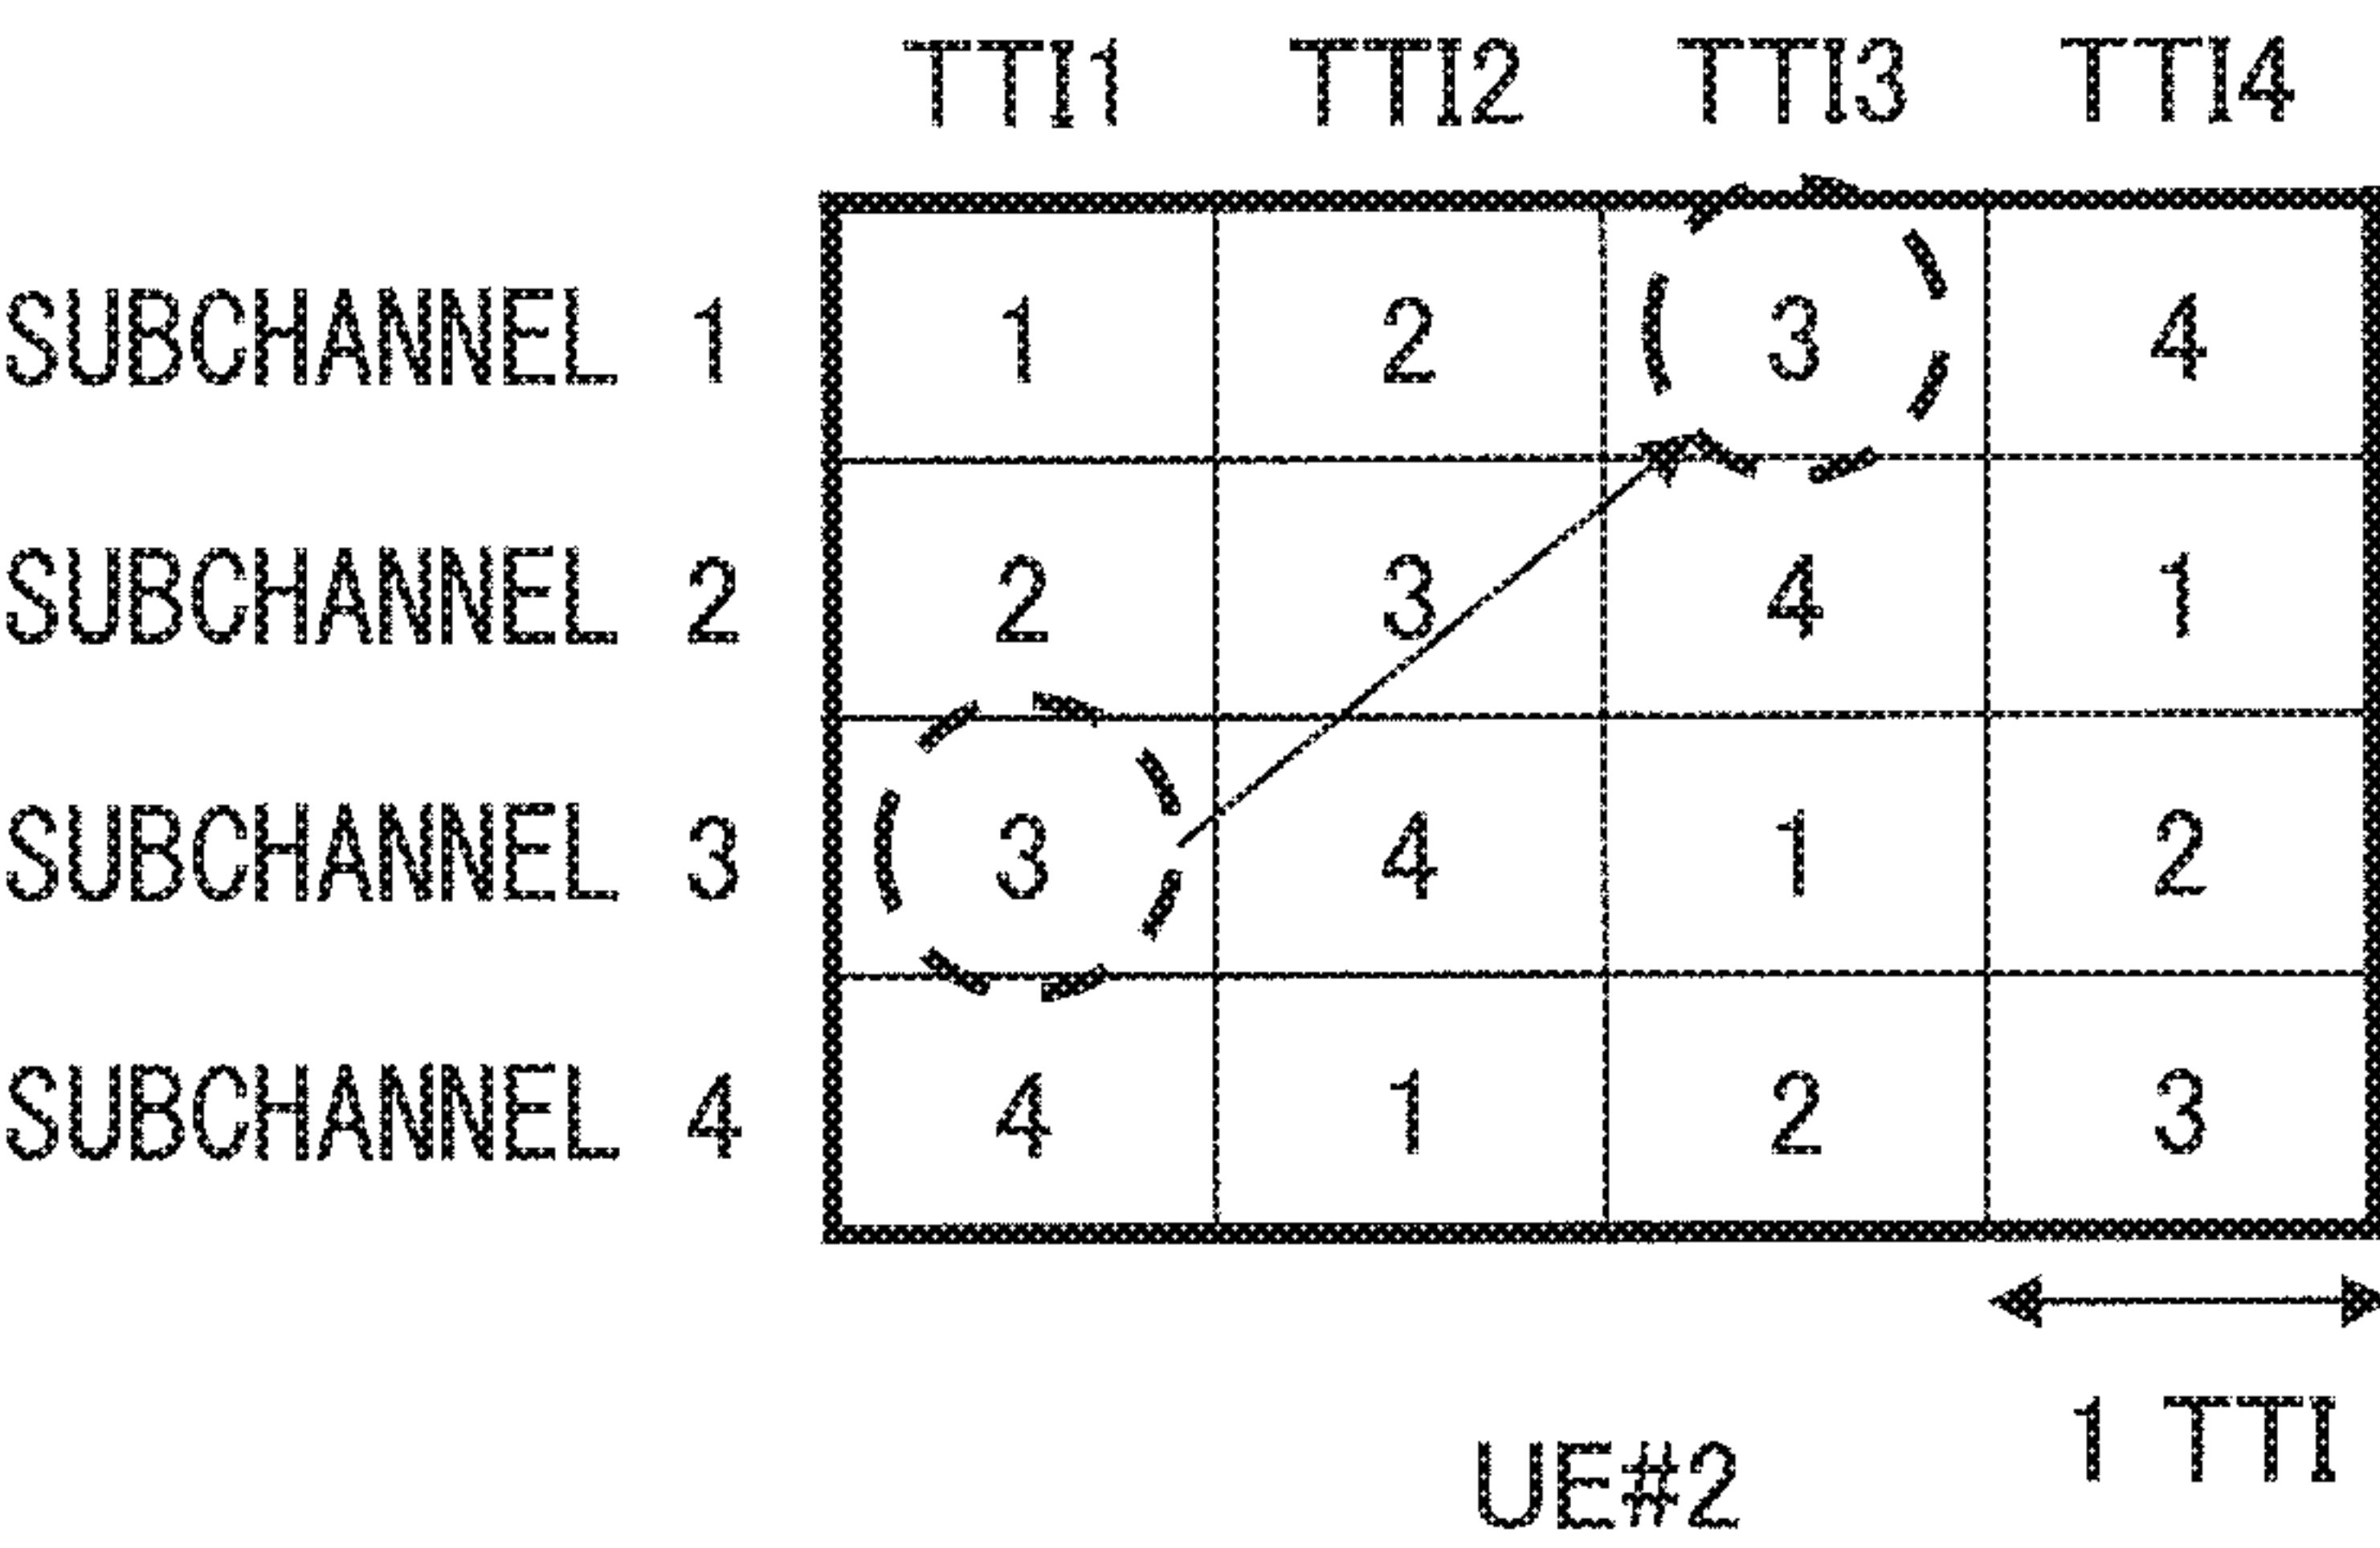 TTI1 TTI2 TTI3 TTI4
SUBCHANNEL 1 1 2 3 4
SUBCHANNEL 2 2 3 4 1
SUBCHANNEL 3 3 4 1 2
SUBCHANNEL 4 4 1 2 3
1 TTI
UE#2